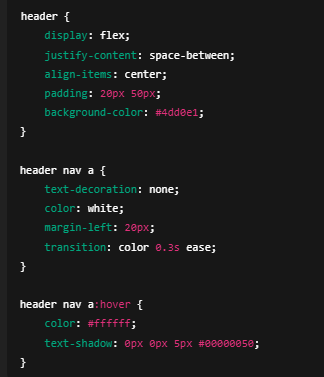 header {
    display: flex;
    justify-content: space-between;
    align-items: center;
    padding: 20px 50px;
    background-color: #4dd0e1;
}

header nav a {
    text-decoration: none;
    color: white;
    margin-left: 20px;
    transition: color 0.3s ease;
}

header nav a:hover {
    color: #ffffff;
    text-shadow: 0px 0px 5px #00000050;
}